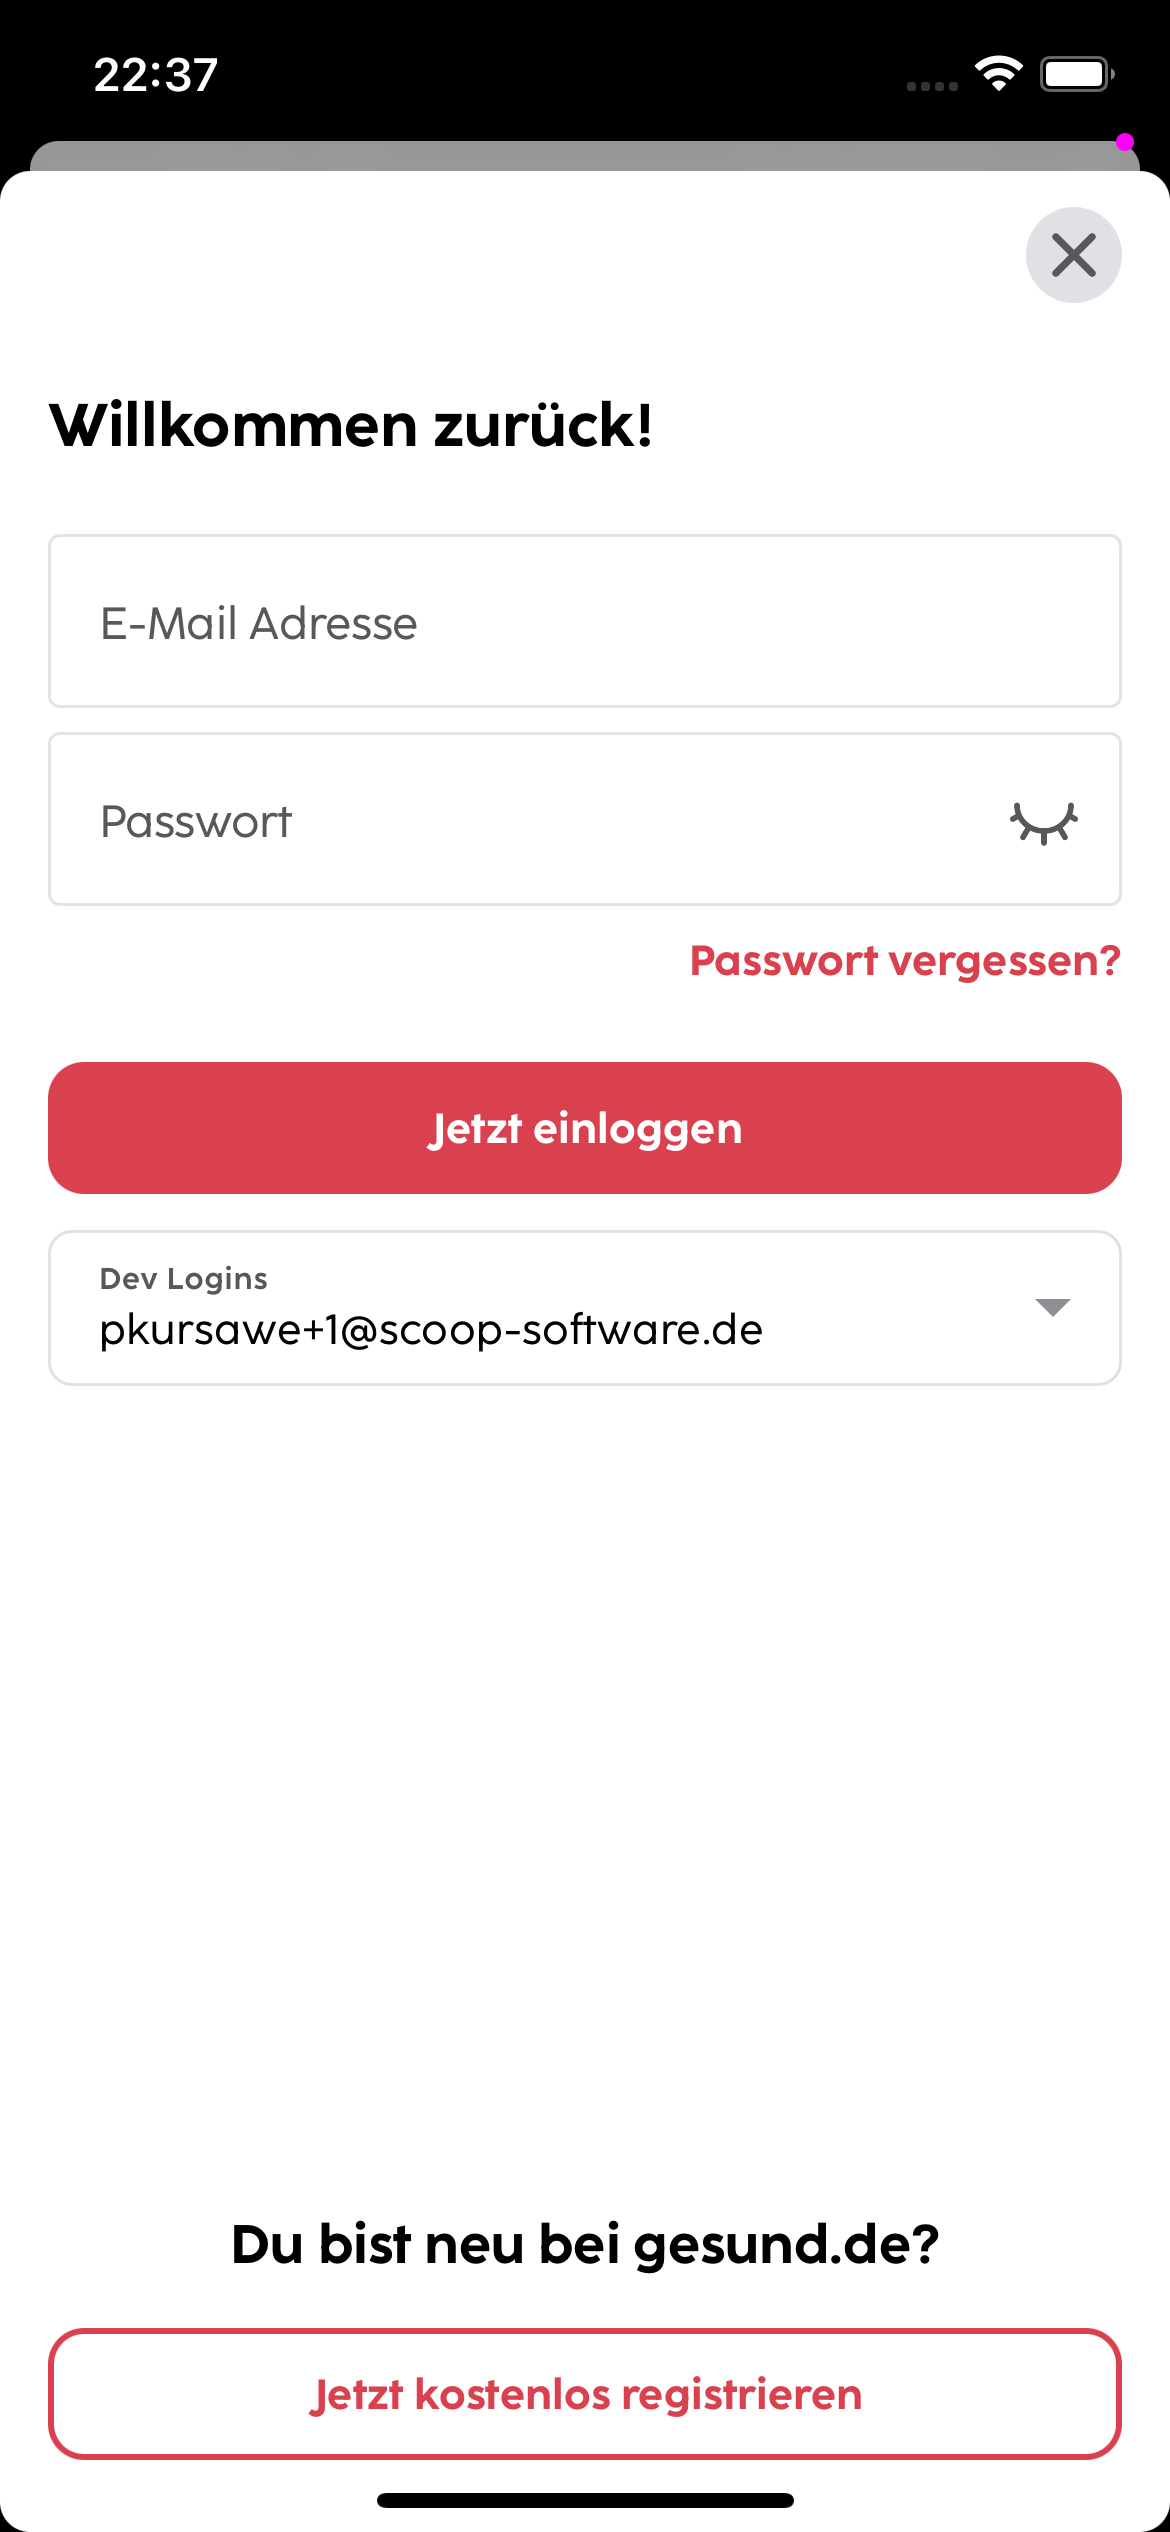 22:37
Willkommen zurück!
E-Mail Adresse
Passwort
Passwort vergessen?
Jetzt einloggen
Dev Logins
pkursawe+1@scoop-software.de
Du bist neu bei gesund.de?
Jetzt kostenlos registrieren